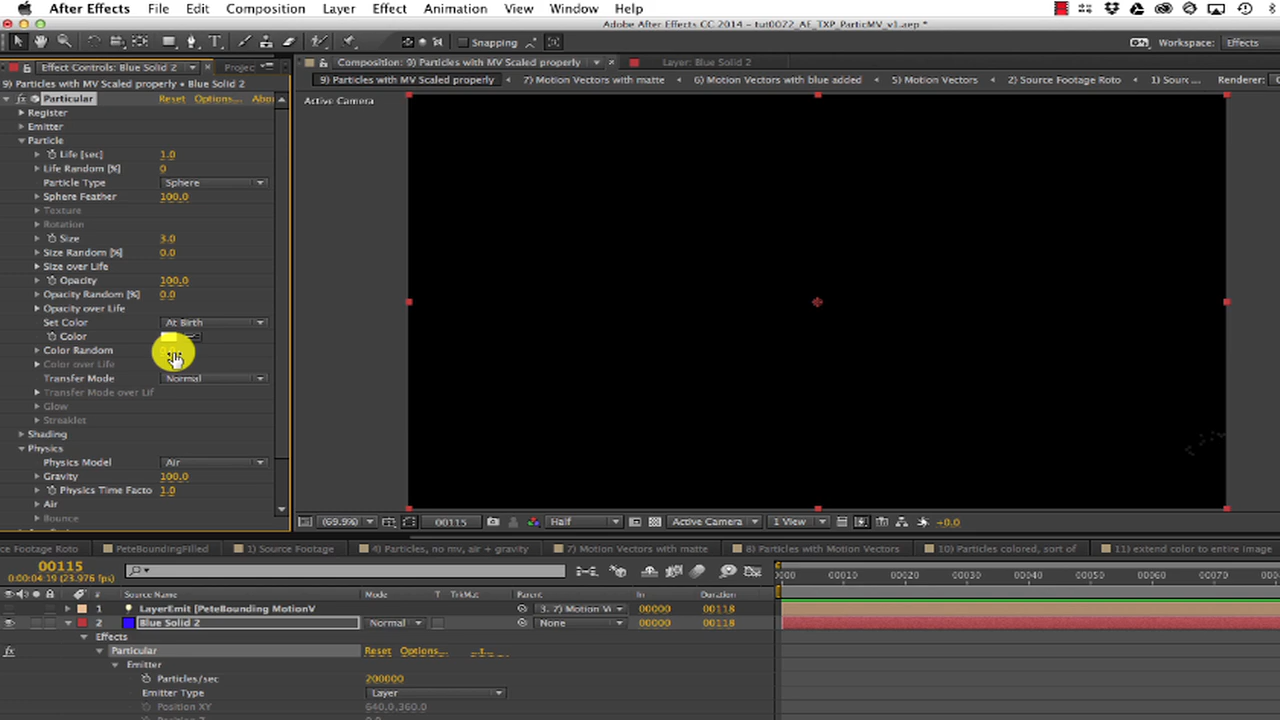 After Effects File Edit Composition Layer Effect Animation View Window Help
Adobe After Effects CC 2014 - tut0022_AE_TXP_ParticMV_v1.aep *
Snapping Workspace: Effects
Effect Controls: Blue Solid 2 Projec Composition: 9) Particles with MV Scaled properly Layer: Blue Solid 2
9) Particles with MV Scaled properly • Blue Solid 2 9) Particles with MV Scaled properly 7) Motion Vectors with matte 6) Motion Vectors with blue added 5) Motion Vectors 2) Source Footage Roto 1) Sourc... Renderer:
fx Particular Reset Options... Abo Active Camera
Register
Emitter
Particle
Life [sec] 1.0
Life Random [%] 0
Particle Type Sphere
Sphere Feather 100.0
Texture
Rotation
Size 3.0
Size Random [%] 0.0
Size over Life
Opacity 100.0
Opacity Random [%] 0.0
Opacity over Life
Set Color At Birth
Color
Color Random
Color over Life
Transfer Mode Normal
Transfer Mode over Lif
Glow
Streaklet
Shading
Physics
Physics Model Air
Gravity 100.0
Physics Time Facto 1.0
Air
Bounce
(69.9%) 00115 Half Active Camera 1 View +0.0
ce Footage Roto PeteBoundingFilled 1) Source Footage 4) Particles, no mv, air + gravity 7) Motion Vectors with matte 8) Particles with Motion Vectors 10) Particles colored, sort of 11) extend color to entire image
00115
0:00:04:19 (23.976 fps)
0000 00010 00020 00030 00040 00050 00060 00070 00080
# Source Name Mode T TrkMat Parent In Out
1 LayerEmit [PeteBounding MotionV 3. 7) Motion V 00000 00118
2 Blue Solid 2 Normal None 00000 00118
Effects
fx Particular Reset Options...
Emitter
Particles/sec 200000
Emitter Type Layer
Position XY 640.0,360.0